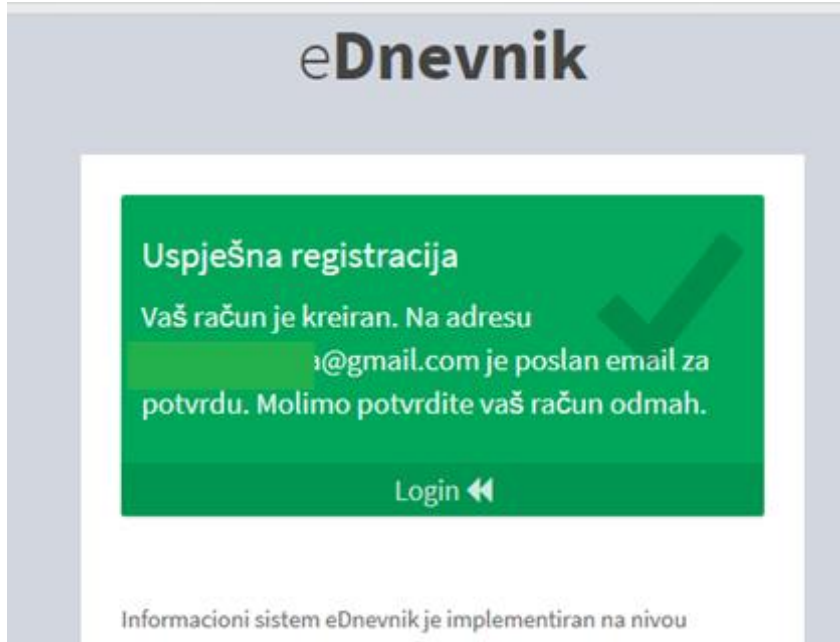 eDnevnik
Uspješna registracija
Vaš račun je kreiran. Na adresu
@gmail.com je poslan email za
potvrdu. Molimo potvrdite vaš račun odmah.
Login
Informacioni sistem eDnevnik je implementiran na nivou